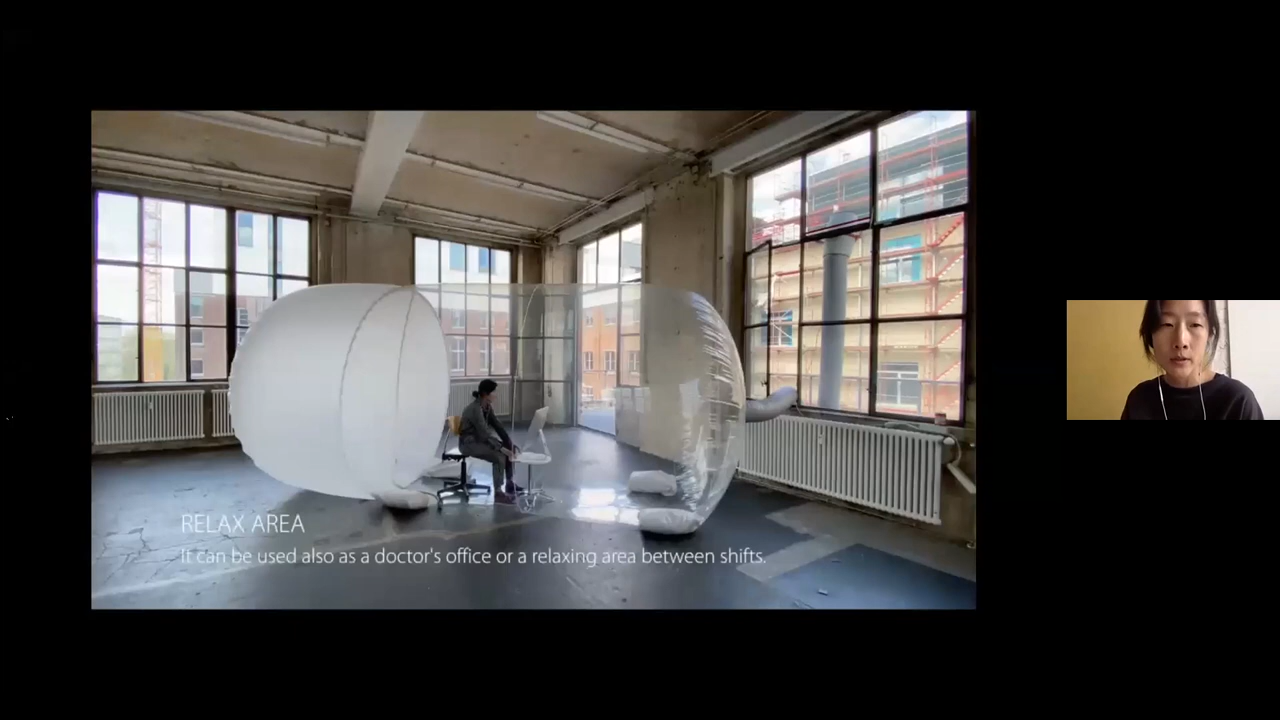 RELAX AREA
It can be used also as a doctor's office or a relaxing area between shifts.